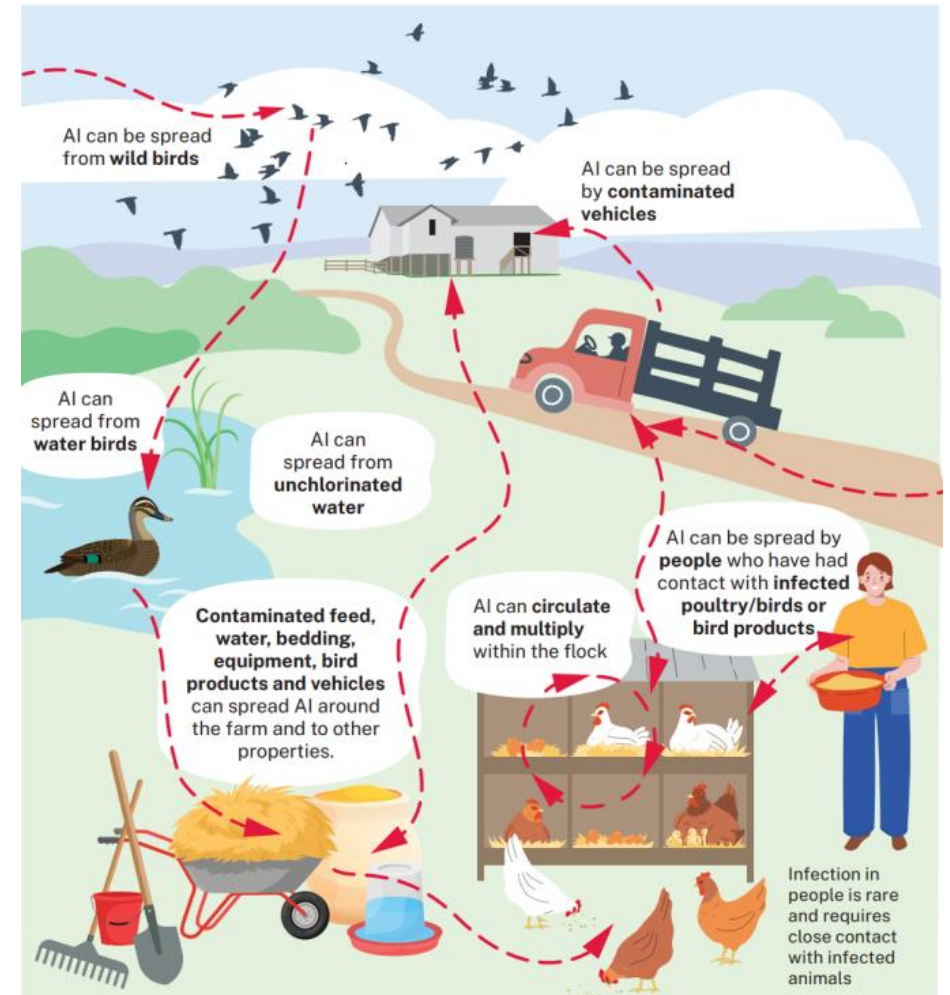 AI can be spread
from wild birds
AI can be spread
by contaminated
vehicles
AI can
spread from
water birds
AI can
spread from
unchlorinated
water
AI can be spread by
people who have had
contact with infected
poultry/birds or
bird products
Contaminated feed,
water, bedding,
equipment, bird
products and vehicles
can spread AI around
the farm and to other
properties.
AI can circulate
and multiply
within the flock
Infection in
people is rare
and requires
close contact
with infected
animals